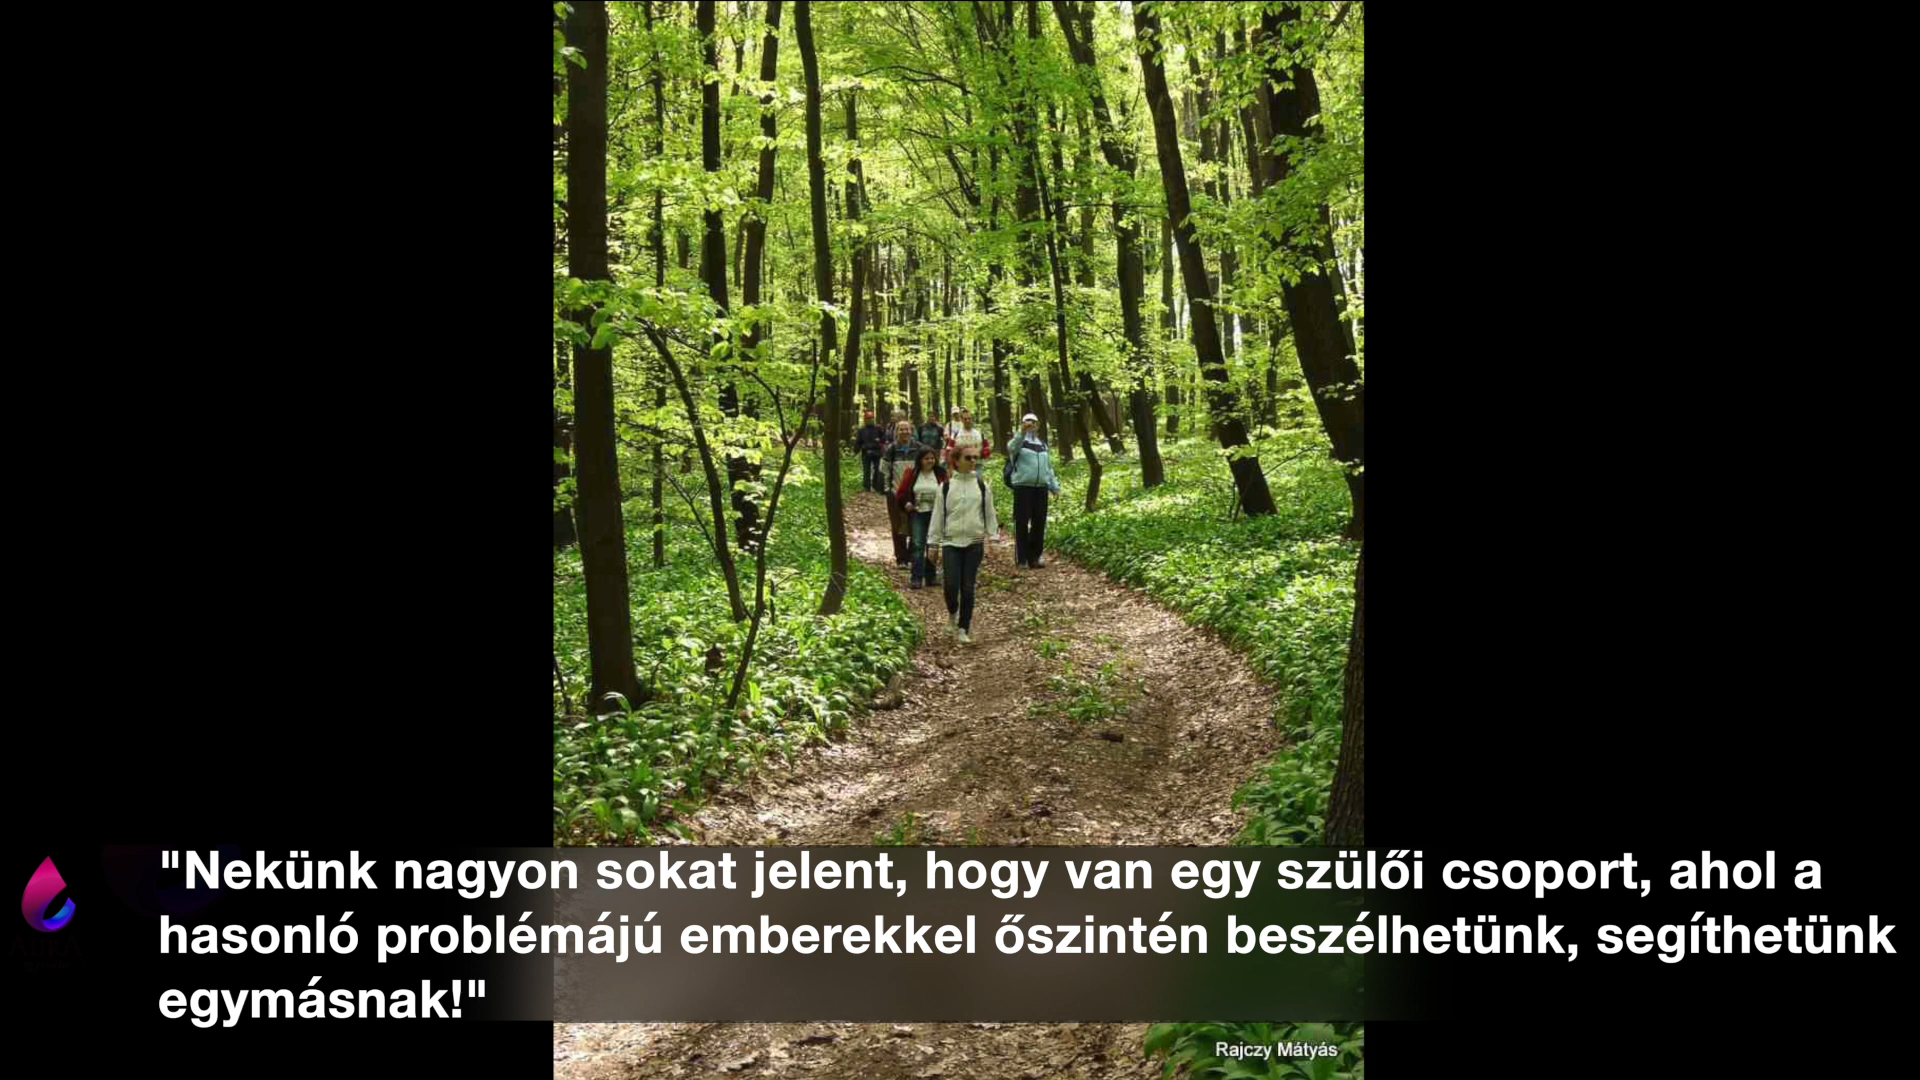 "Nekünk nagyon sokat jelent, hogy van egy szülői csoport, ahol a
hasonló problémájú emberekkel őszintén beszélhetünk, segíthetünk
egymásnak!"
Rajczy Mátyás